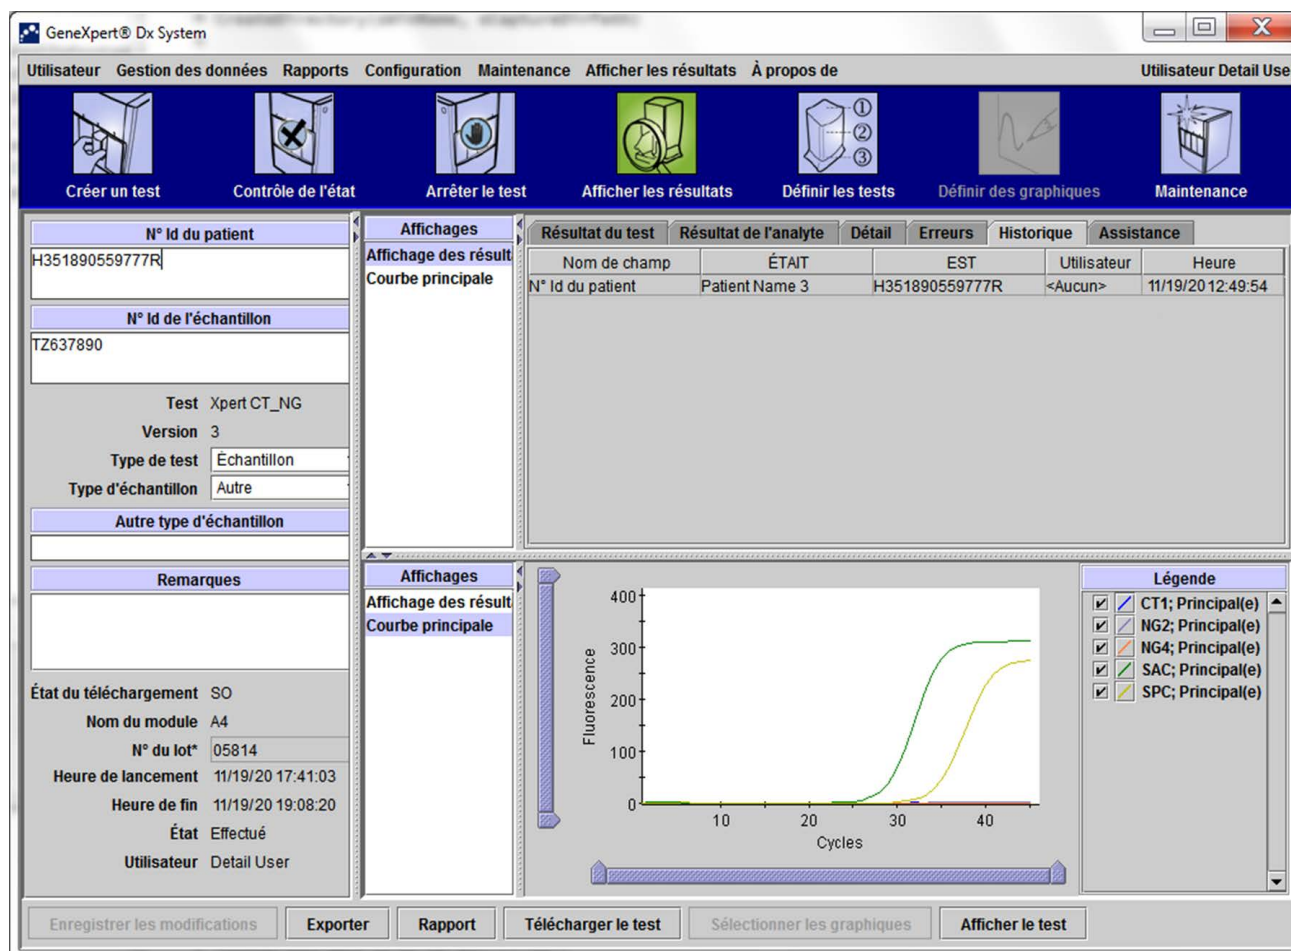 GeneXpert® Dx System
Utilisateur Gestion des données Rapports Configuration Maintenance Afficher les résultats À propos de Utilisateur Detail Use
Créer un test Contrôle de l'état Arrêter le test Afficher les résultats Définir les tests Définir des graphiques Maintenance
① ② ③
N° Id du patient
H351890559777R
N° Id de l'échantillon
TZ637890
Test Xpert CT_NG
Version 3
Type de test Échantillon
Type d'échantillon Autre
Autre type d'échantillon
Remarques
État du téléchargement SO
Nom du module A4
N° du lot* 05814
Heure de lancement 11/19/20 17:41:03
Heure de fin 11/19/20 19:08:20
État Effectué
Utilisateur Detail User
Affichages
Affichage des résult
Courbe principale
Résultat du test Résultat de l'analyte Détail Erreurs Historique Assistance
Nom de champ ÉTAIT EST Utilisateur Heure
N° Id du patient Patient Name 3 H351890559777R <Aucun> 11/19/20 12:49:54
Affichages
Affichage des résult
Courbe principale
Fluorescence
400
300
200
100
0
10 20 30 40
Cycles
Légende
CT1; Principal(e)
NG2; Principal(e)
NG4; Principal(e)
SAC; Principal(e)
SPC; Principal(e)
Enregistrer les modifications Exporter Rapport Télécharger le test Sélectionner les graphiques Afficher le test